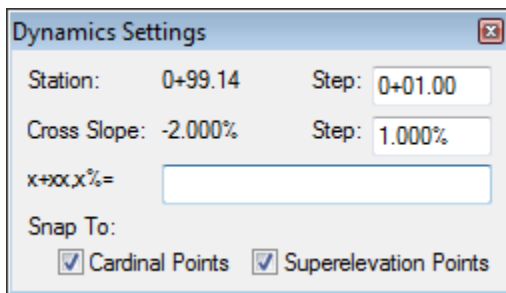 Dynamics Settings
Station: 0+99.14 Step: 0+01.00
Cross Slope: -2.000% Step: 1.000%
x+xx,x%=
Snap To:
Cardinal Points Superelevation Points